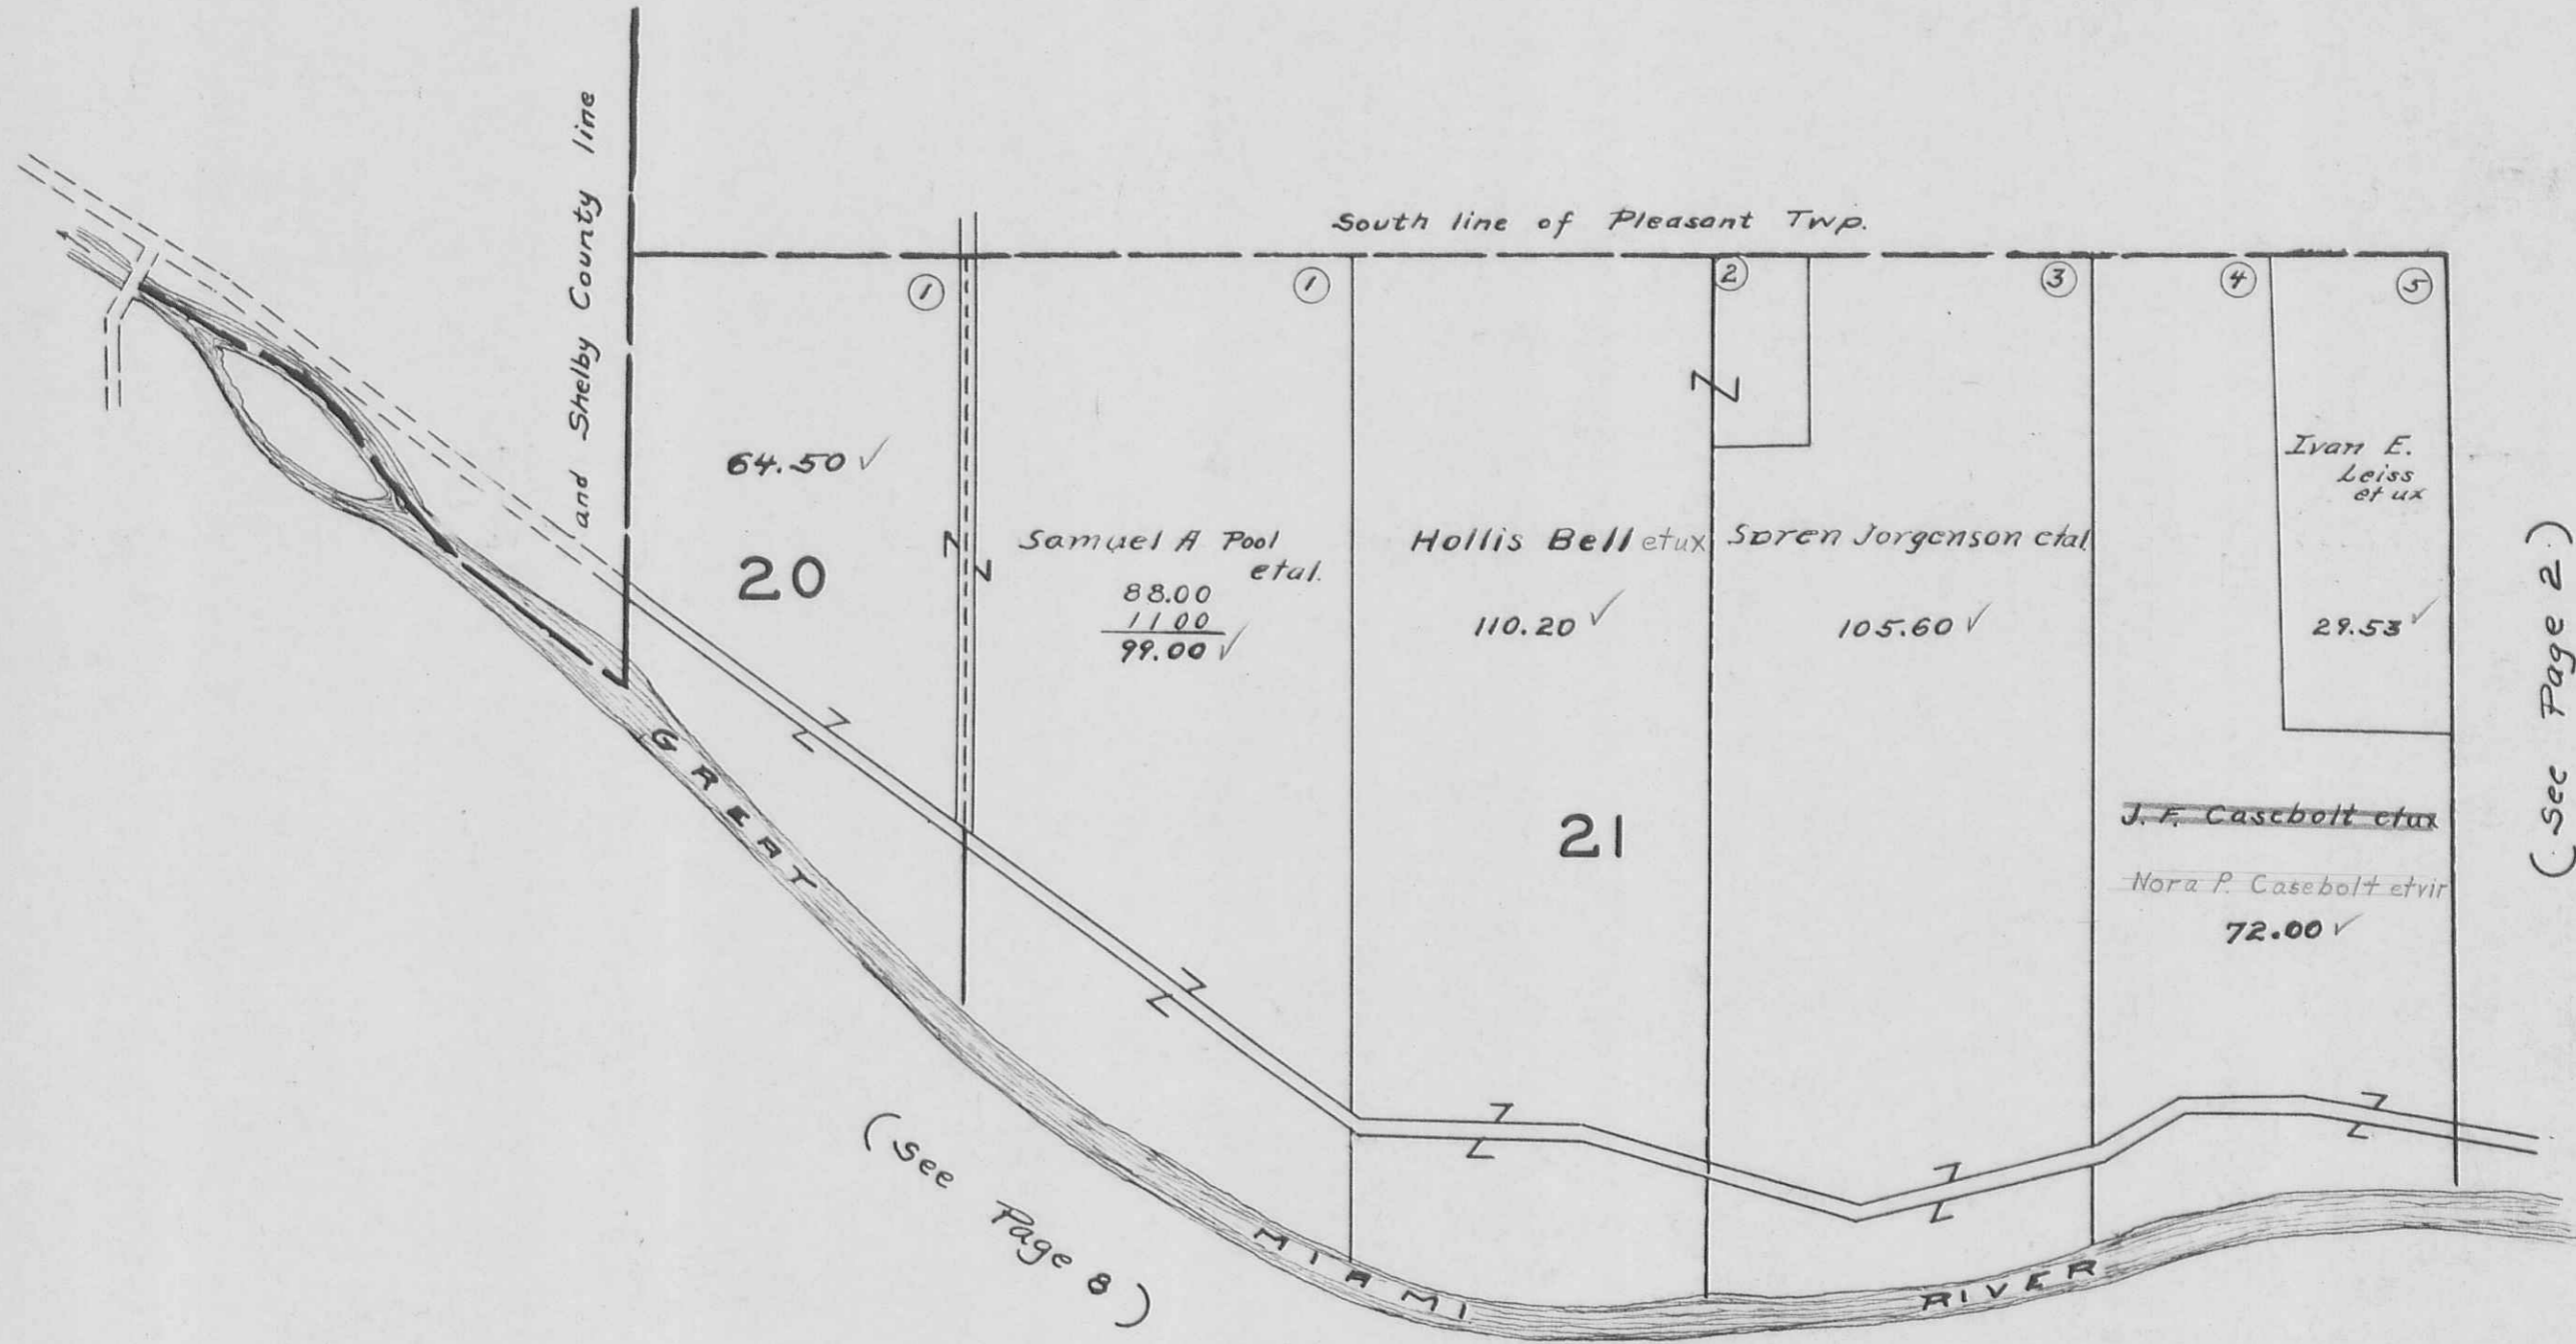 and Shelby County line
South line of Pleasant Twp.
1
1
2
3
4
5
64.50 ✓
20
Samuel A Pool
etal.
88.00
11 00
99.00 ✓
Hollis Bell etux
110.20 ✓
21
Soren Jorgenson etal.
105.60 ✓
Ivan E.
Leiss
et ux
29.53 ✓
J. F. Casebolt etux
Nora P. Casebolt etvir
72.00 ✓
(See Page 2.)
(See Page 8)
GREAT MIAMI RIVER